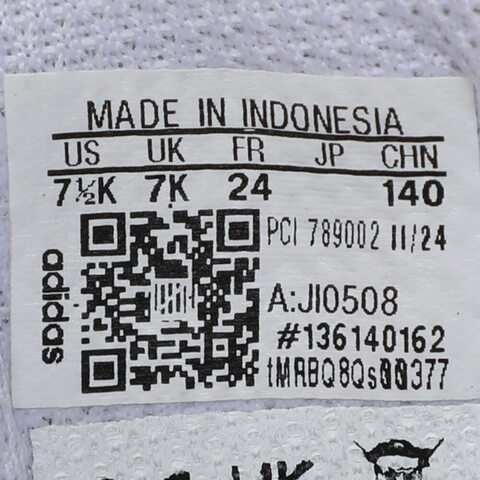 MADE IN INDONESIA
US UK FR JP CHN
7½K 7K 24 140
PCI 789002 11/24
adidas
A:JI0508
#136140162
tMRBQ8Qs00377
UK